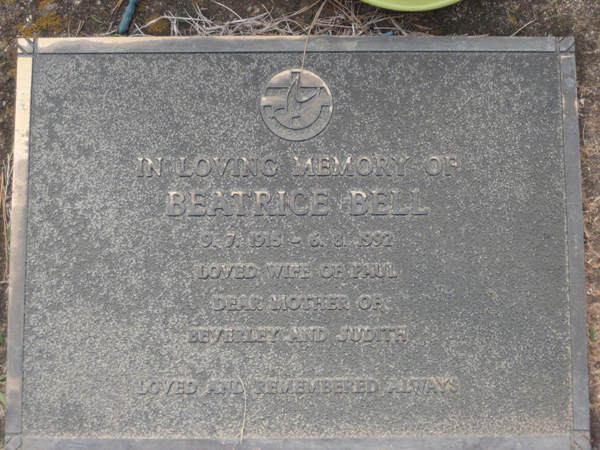 IN LOVING MEMORY OF
BEATRICE BELL
9. 7. 1915 - 6. 8. 1992
LOVED WIFE OF PAUL
DEAR MOTHER OF
BEVERLEY AND JUDITH
LOVED AND REMEMBERED ALWAYS